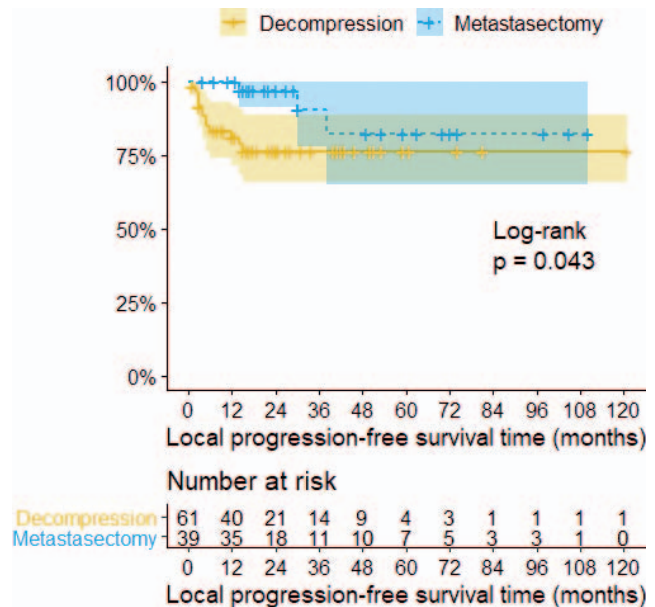 Decompression Metastasectomy
100%
75%
50%
25%
0%
Log-rank
p = 0.043
0 12 24 36 48 60 72 84 96 108 120
Local progression-free survival time (months)
Number at risk
Decompression 61 40 21 14 9 4 3 1 1 1 1
Metastasectomy 39 35 18 11 10 7 5 3 3 1 0
0 12 24 36 48 60 72 84 96 108 120
Local progression-free survival time (months)